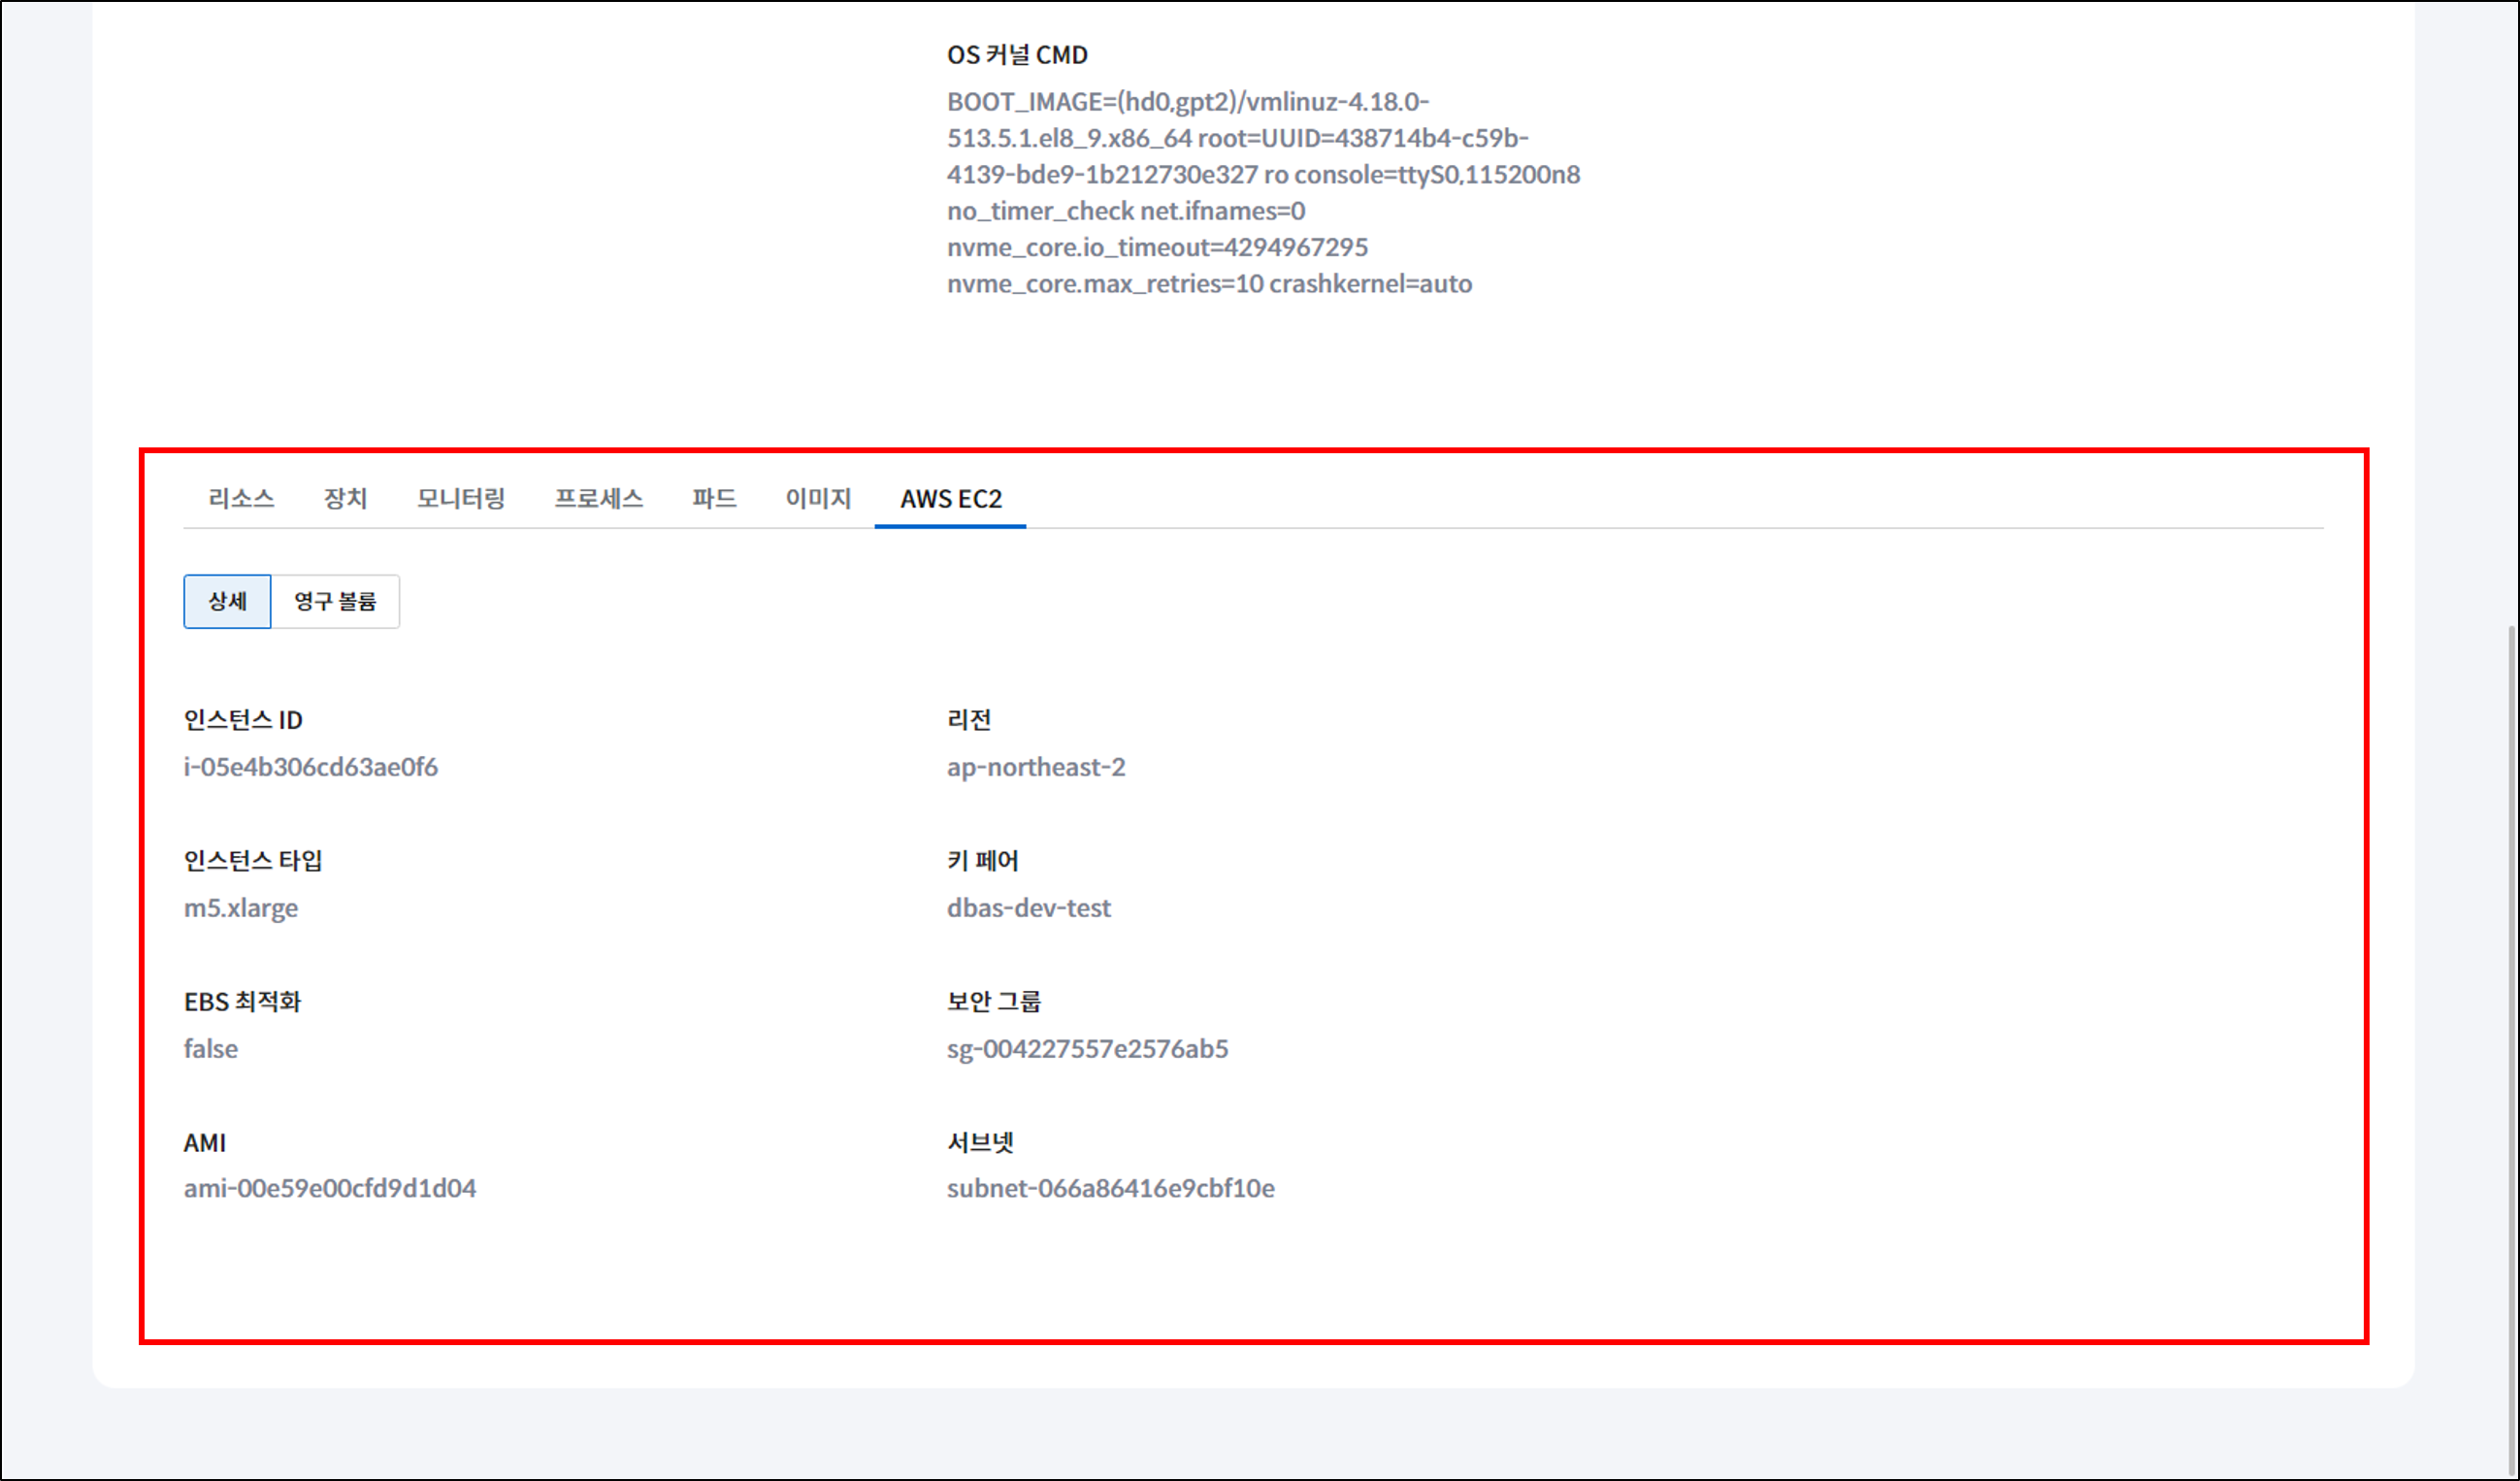 OS 커널 CMD
BOOT_IMAGE=(hd0,gpt2)/vmlinuz-4.18.0-
513.5.1.el8_9.x86_64 root=UUID=438714b4-c59b-
4139-bde9-1b212730e327 ro console=ttyS0,115200n8
no_timer_check net.ifnames=0
nvme_core.io_timeout=4294967295
nvme_core.max_retries=10 crashkernel=auto
리소스 장치 모니터링 프로세스 파드 이미지 AWS EC2
상세 영구 볼륨
인스턴스 ID
i-05e4b306cd63ae0f6
리전
ap-northeast-2
인스턴스 타입
m5.xlarge
키 페어
dbas-dev-test
EBS 최적화
false
보안 그룹
sg-004227557e2576ab5
AMI
ami-00e59e00cfd9d1d04
서브넷
subnet-066a86416e9cbf10e